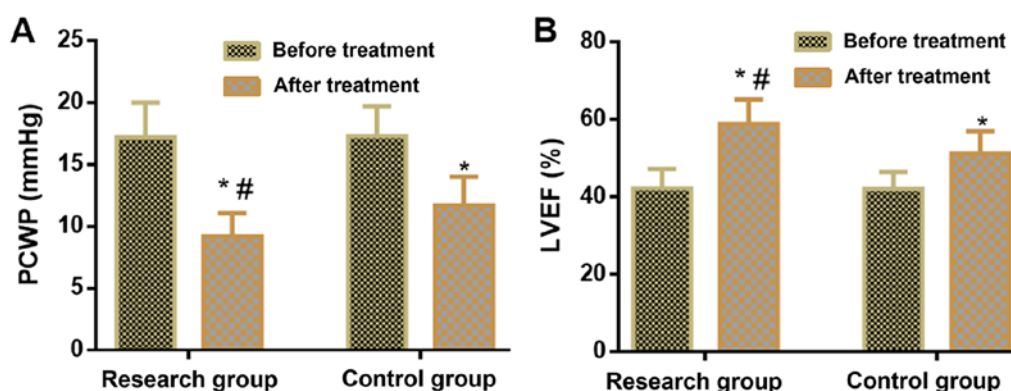 A
PCWP (mmHg)
25
20
15
10
5
0
Before treatment
After treatment
* #
*
Research group
Control group
B
LVEF (%)
80
60
40
20
0
Before treatment
After treatment
* #
*
Research group
Control group